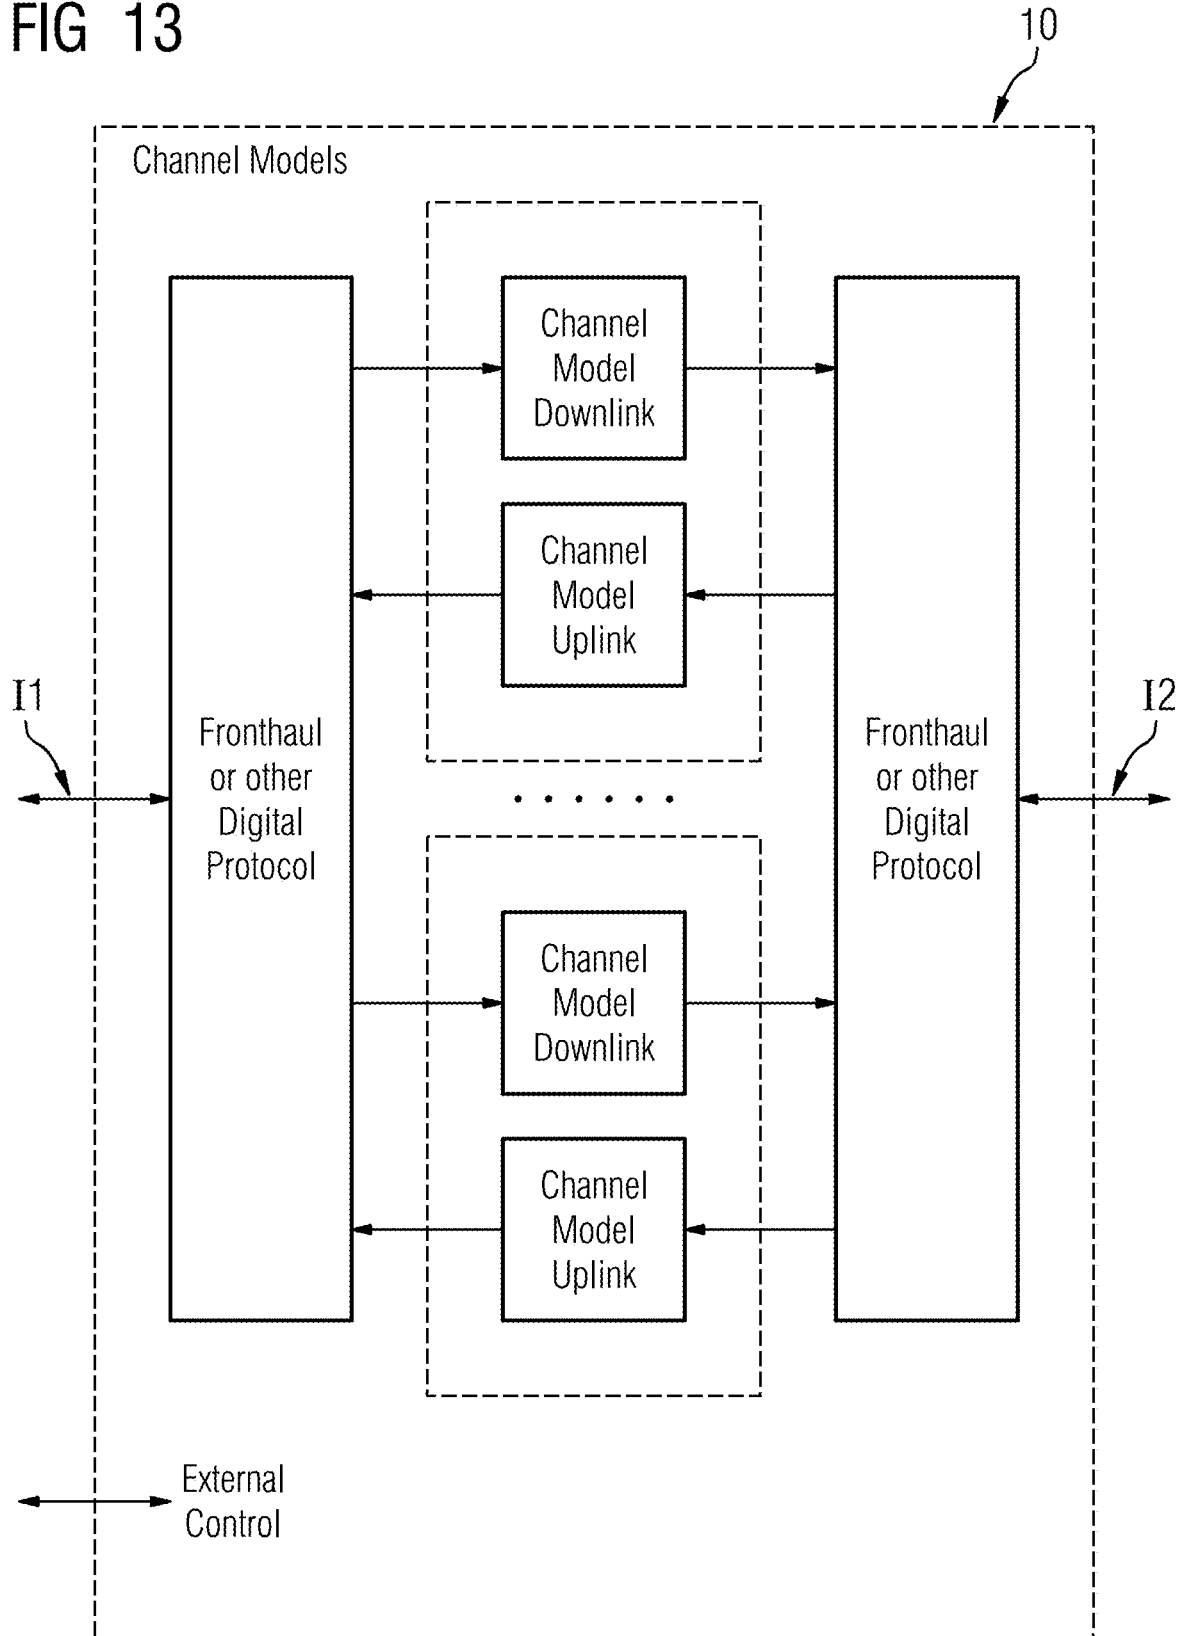 FIG 13
10
Channel Models
Channel
Model
Downlink
Channel
Model
Uplink
I1
Fronthaul
or other
Digital
Protocol
Fronthaul
or other
Digital
Protocol
I2
Channel
Model
Downlink
Channel
Model
Uplink
External
Control